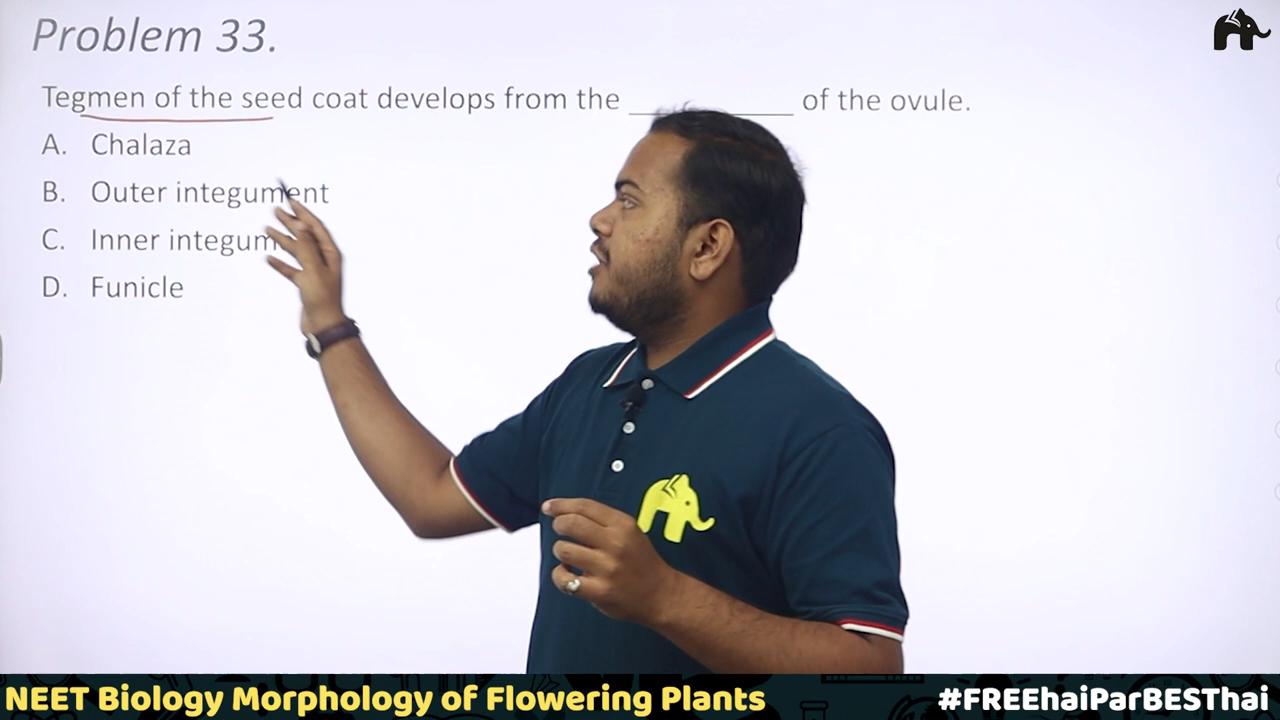 Problem 33.
Tegmen of the seed coat develops from the ____________ of the ovule.
A. Chalaza
B. Outer integument
C. Inner integum
D. Funicle
NEET Biology Morphology of Flowering Plants
#FREEhaiParBESThai